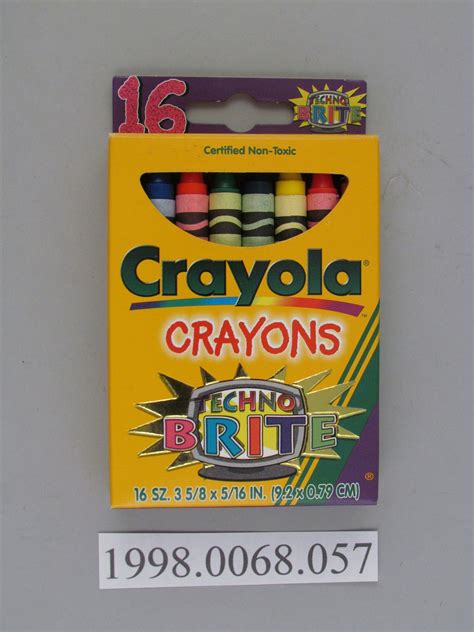 16
TECHNO
BRITE
Certified Non-Toxic
Crayola®
™
CRAYONS
TECHNO
BRITE
®
16 SZ. 3 5/8 x 5/16 IN. (9.2 x 0.79 CM)
1998.0068.057